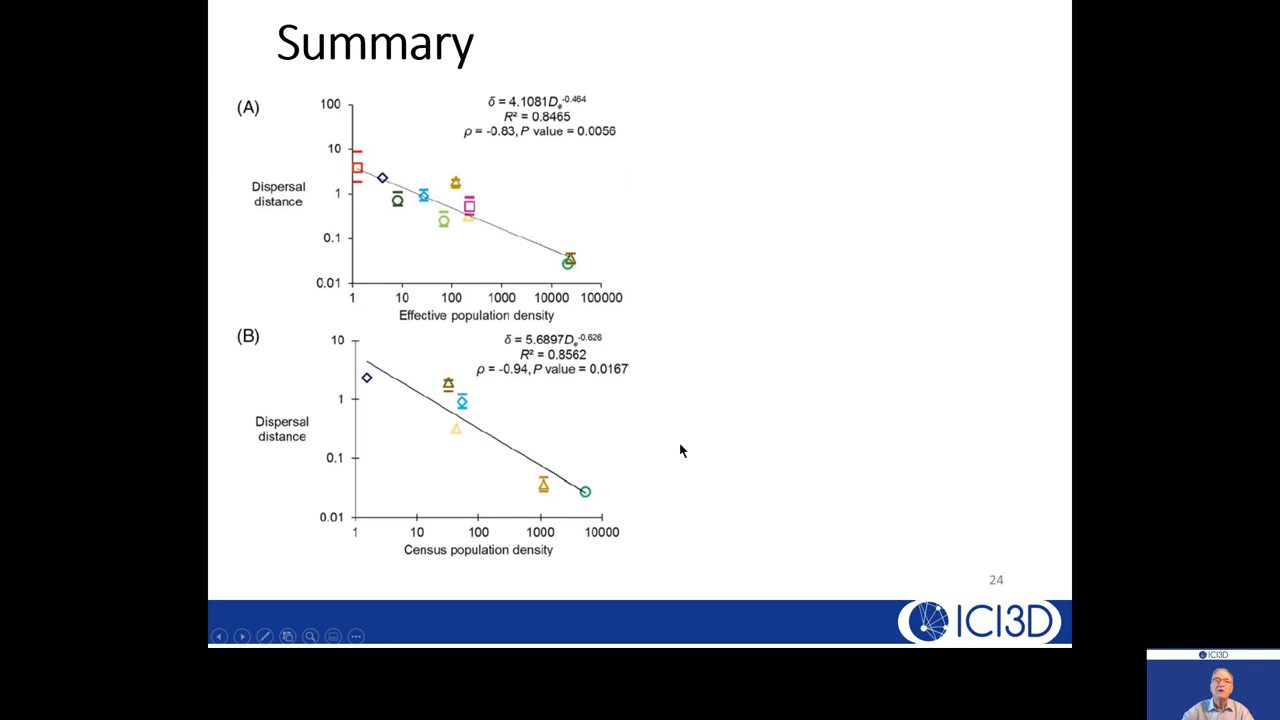 Summary
(A)
δ = 4.1081Dₑ^-0.464
R² = 0.8465
ρ = -0.83, P value = 0.0056
100
10
1
0.1
0.01
Dispersal
distance
1 10 100 1000 10000 100000
Effective population density
(B)
δ = 5.6897Dₑ^-0.626
R² = 0.8562
ρ = -0.94, P value = 0.0167
10
1
0.1
0.01
Dispersal
distance
1 10 100 1000 10000
Census population density
24
ICI3D
ICI3D